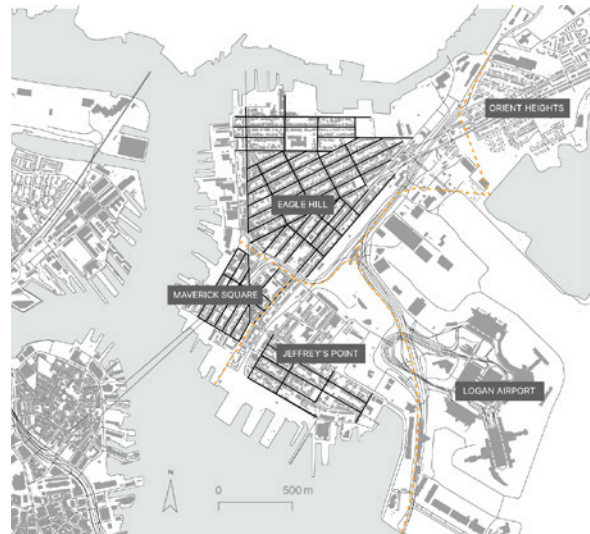 ORIENT HEIGHTS
EAGLE HILL
MAVERICK SQUARE
JEFFREY'S POINT
LOGAN AIRPORT
N
0 500 m